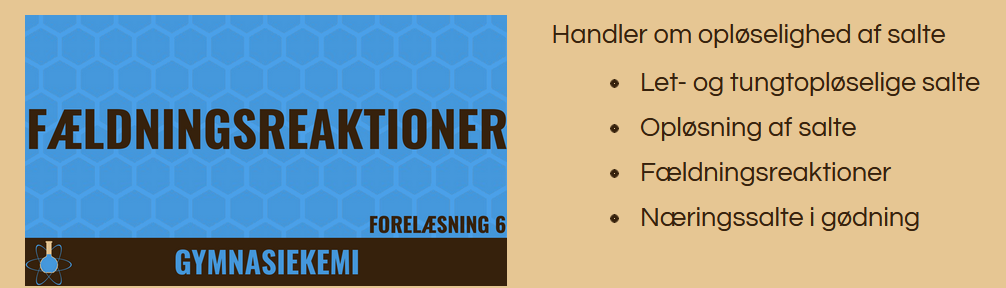 FÆLDNINGSREAKTIONER
FORELÆSNING 6
GYMNASIEKEMI
Handler om opløselighed af salte
• Let- og tungtopløselige salte
• Opløsning af salte
• Fældningsreaktioner
• Næringssalte i gødning